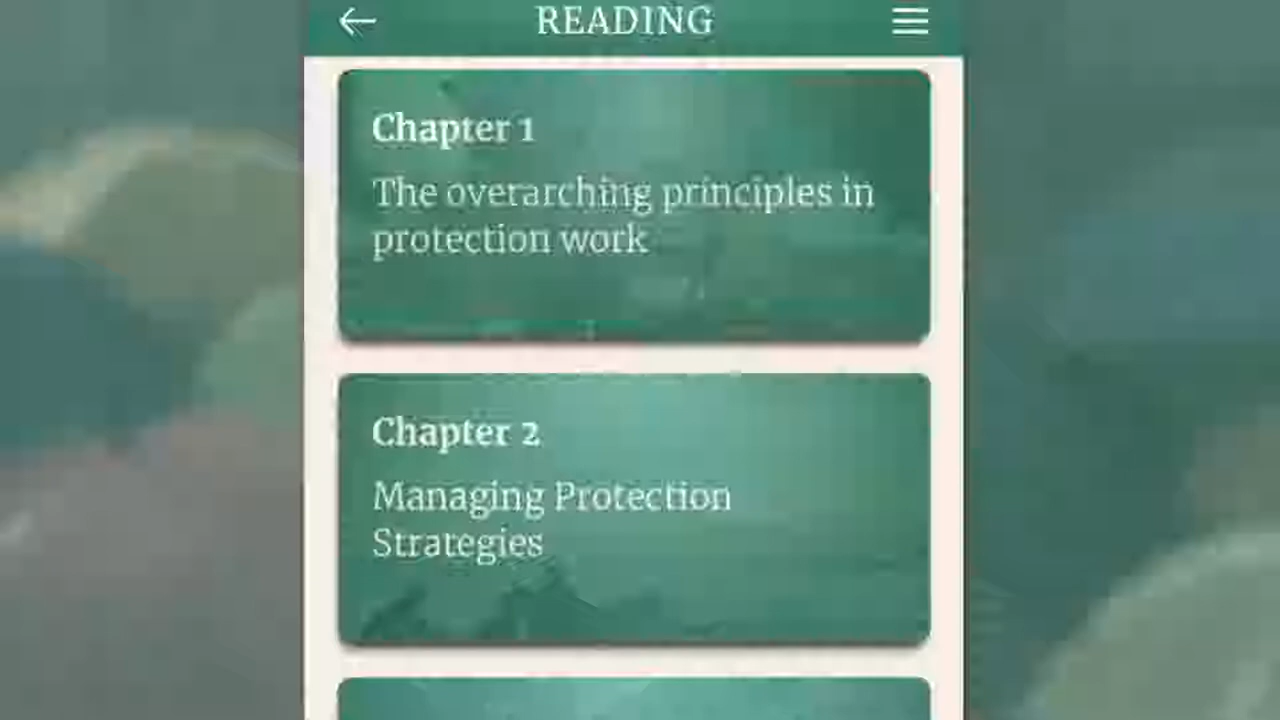 READING
Chapter 1
The overarching principles in
protection work
Chapter 2
Managing Protection
Strategies